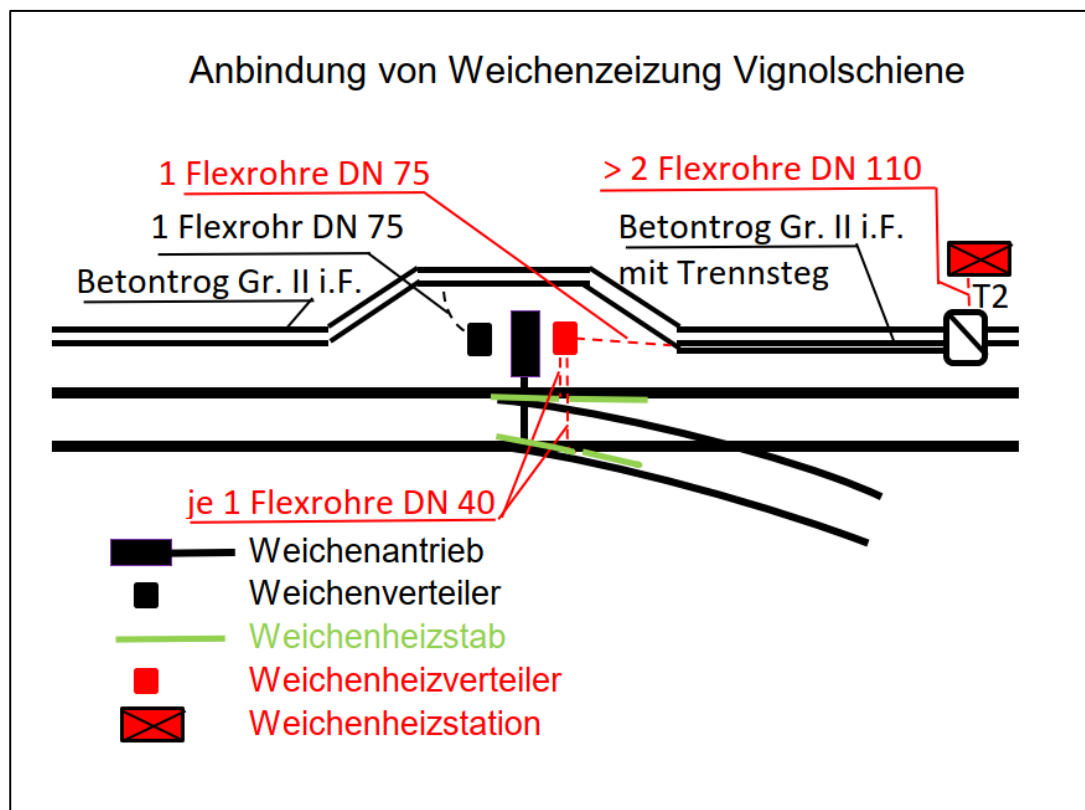 Anbindung von Weichenzeizung Vignolschiene
1 Flexrohre DN 75
> 2 Flexrohre DN 110
1 Flexrohr DN 75
Betontrog Gr. II i.F.
Betontrog Gr. II i.F.
mit Trennsteg
T2
je 1 Flexrohre DN 40
Weichenantrieb
Weichenverteiler
Weichenheizstab
Weichenheizverteiler
Weichenheizstation